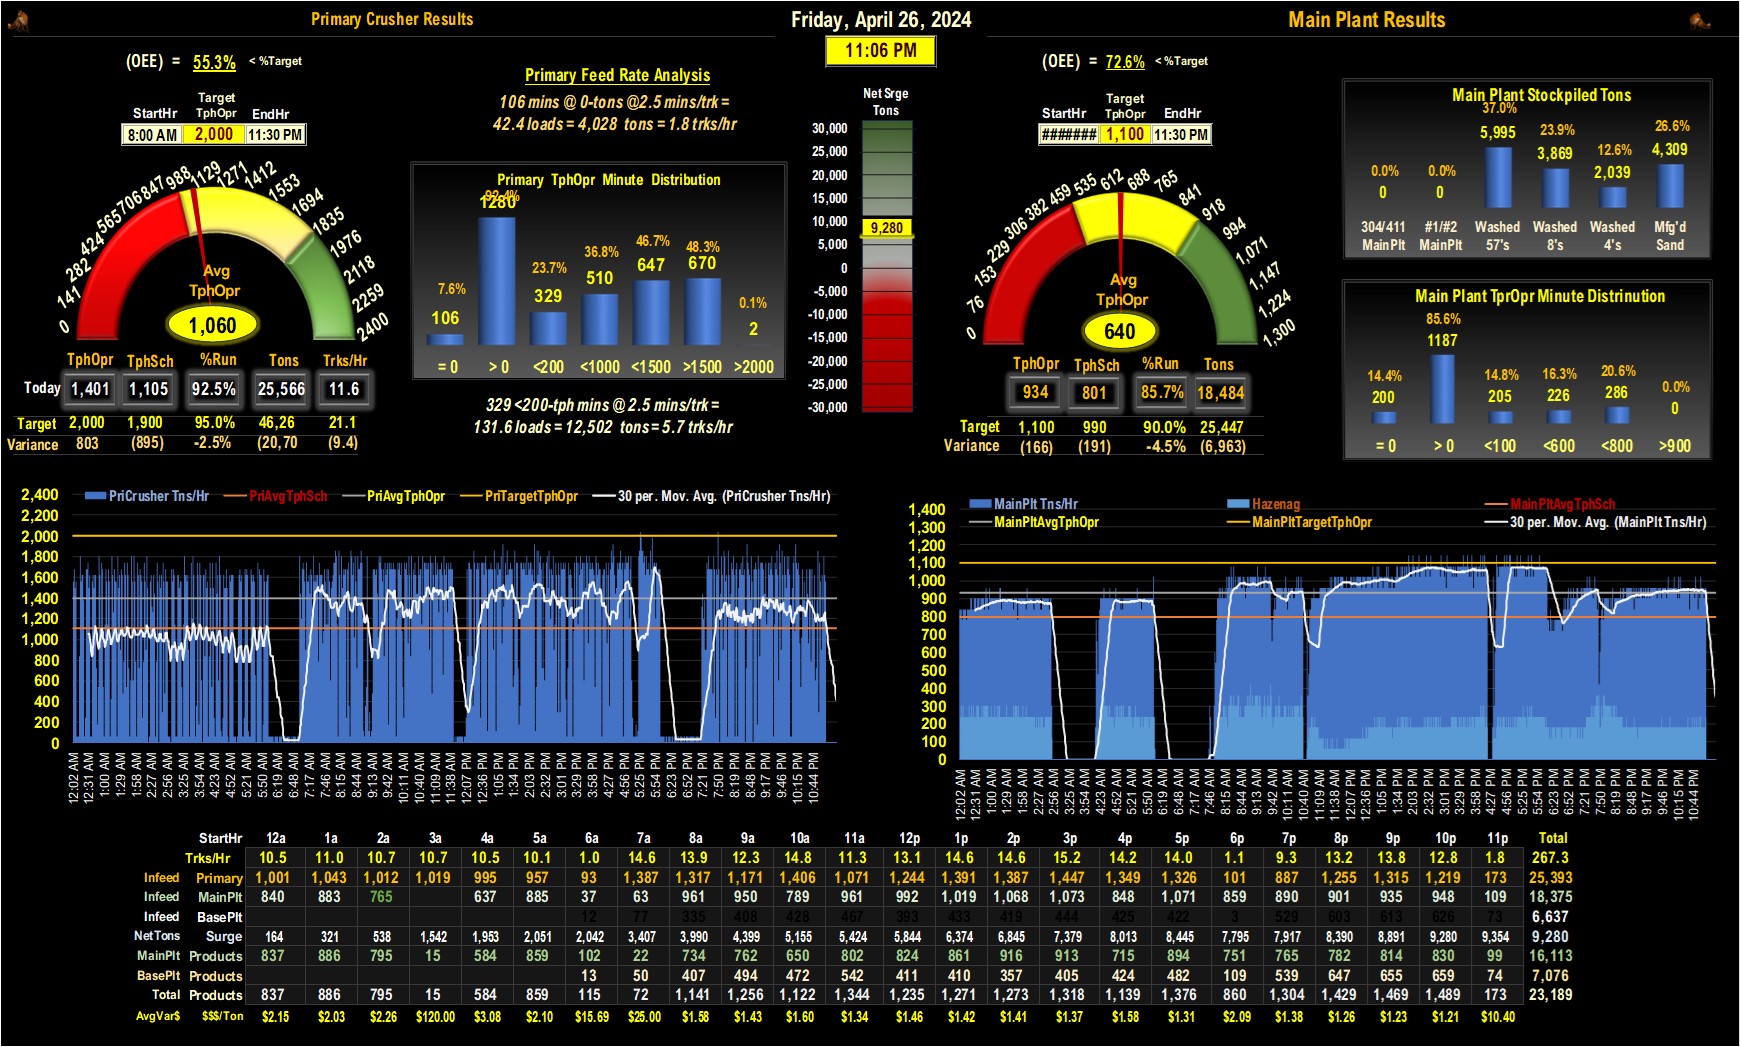 Primary Crusher Results
Friday, April 26, 2024
Main Plant Results
11:06 PM
(OEE) = 55.3% < %Target
StartHr Target TphOpr EndHr
8:00 AM 2,000 11:30 PM
0 141 282 424 565 706 847 988 1129 1271 1412 1553 1694 1835 1976 2118 2259 2400
Avg
TphOpr
1,060
TphOpr TphSch %Run Tons Trks/Hr
Today 1,401 1,105 92.5% 25,566 11.6
Target 2,000 1,900 95.0% 46,26 21.1
Variance 803 (895) -2.5% (20,70 (9.4)
Primary Feed Rate Analysis
106 mins @ 0-tons @2.5 mins/trk =
42.4 loads = 4,028 tons = 1.8 trks/hr
Primary TphOpr Minute Distribution
7.6% 92.4% 23.7% 36.8% 46.7% 48.3% 0.1%
106 1280 329 510 647 670 2
= 0 > 0 <200 <1000 <1500 >1500 >2000
329 <200-tph mins @ 2.5 mins/trk =
131.6 loads = 12,502 tons = 5.7 trks/hr
Net Srge
Tons
30,000
25,000
20,000
15,000
10,000
9,280
5,000
0
-5,000
-10,000
-15,000
-20,000
-25,000
-30,000
(OEE) = 72.6% < %Target
StartHr Target TphOpr EndHr
####### 1,100 11:30 PM
0 76 153 229 306 382 459 535 612 688 765 841 918 994 1,071 1,147 1,224 1,300
Avg
TphOpr
640
TphOpr TphSch %Run Tons
934 801 85.7% 18,484
Target 1,100 990 90.0% 25,447
Variance (166) (191) -4.5% (6,963)
Main Plant Stockpiled Tons
0.0% 0.0% 37.0% 23.9% 12.6% 26.6%
0 0 5,995 3,869 2,039 4,309
304/411 #1/#2 Washed Washed Washed Mfg'd
MainPlt MainPlt 57's 8's 4's Sand
Main Plant TprOpr Minute Distrinution
14.4% 85.6% 14.8% 16.3% 20.6% 0.0%
200 1187 205 226 286 0
= 0 > 0 <100 <600 <800 >900
PriCrusher Tns/Hr PriAvgTphSch PriAvgTphOpr PriTargetTphOpr 30 per. Mov. Avg. (PriCrusher Tns/Hr)
2,400
2,200
2,000
1,800
1,600
1,400
1,200
1,000
800
600
400
200
0
12:02 AM 12:31 AM 1:00 AM 1:29 AM 1:58 AM 2:27 AM 2:56 AM 3:25 AM 3:54 AM 4:23 AM 4:52 AM 5:21 AM 5:50 AM 6:19 AM 6:48 AM 7:17 AM 7:46 AM 8:15 AM 8:44 AM 9:13 AM 9:42 AM 10:11 AM 10:40 AM 11:09 AM 11:38 AM 12:07 PM 12:36 PM 1:05 PM 1:34 PM 2:03 PM 2:32 PM 3:01 PM 3:29 PM 3:58 PM 4:27 PM 4:56 PM 5:25 PM 5:54 PM 6:23 PM 6:52 PM 7:21 PM 7:50 PM 8:19 PM 8:48 PM 9:17 PM 9:46 PM 10:15 PM 10:44 PM
MainPlt Tns/Hr Hazenag MainPltAvgTphSch
MainPltAvgTphOpr MainPltTargetTphOpr 30 per. Mov. Avg. (MainPlt Tns/Hr)
1,400
1,300
1,200
1,100
1,000
900
800
700
600
500
400
300
200
100
0
12:02 AM 12:31 AM 1:00 AM 1:29 AM 1:58 AM 2:27 AM 2:56 AM 3:25 AM 3:54 AM 4:23 AM 4:52 AM 5:21 AM 5:50 AM 6:19 AM 6:48 AM 7:17 AM 7:46 AM 8:15 AM 8:44 AM 9:13 AM 9:42 AM 10:11 AM 10:40 AM 11:09 AM 11:38 AM 12:07 PM 12:36 PM 1:05 PM 1:34 PM 2:03 PM 2:32 PM 3:01 PM 3:29 PM 3:58 PM 4:27 PM 4:56 PM 5:25 PM 5:54 PM 6:23 PM 6:52 PM 7:21 PM 7:50 PM 8:19 PM 8:48 PM 9:17 PM 9:46 PM 10:15 PM 10:44 PM
StartHr 12a 1a 2a 3a 4a 5a 6a 7a 8a 9a 10a 11a 12p 1p 2p 3p 4p 5p 6p 7p 8p 9p 10p 11p Total
Trks/Hr 10.5 11.0 10.7 10.7 10.5 10.1 1.0 14.6 13.9 12.3 14.8 11.3 13.1 14.6 14.6 15.2 14.2 14.0 1.1 9.3 13.2 13.8 12.8 1.8 267.3
Infeed Primary 1,001 1,043 1,012 1,019 995 957 93 1,387 1,317 1,171 1,406 1,071 1,244 1,391 1,387 1,447 1,349 1,326 101 887 1,255 1,315 1,219 173 25,393
Infeed MainPlt 840 883 765 637 885 37 63 961 950 789 961 992 1,019 1,068 1,073 848 1,071 859 890 901 935 948 109 18,375
Infeed BasePlt 12 77 335 408 428 467 393 433 419 444 425 422 3 529 603 613 626 73 6,637
NetTons Surge 164 321 538 1,542 1,953 2,051 2,042 3,407 3,990 4,399 5,155 5,424 5,844 6,374 6,845 7,379 8,013 8,445 7,795 7,917 8,390 8,891 9,280 9,354 9,280
MainPlt Products 837 886 795 15 584 859 102 22 734 762 650 802 824 861 916 913 715 894 751 765 782 814 830 99 16,113
BasePlt Products 13 50 407 494 472 542 411 410 357 405 424 482 109 539 647 655 659 74 7,076
Total Products 837 886 795 15 584 859 115 72 1,141 1,256 1,122 1,344 1,235 1,271 1,273 1,318 1,139 1,376 860 1,304 1,429 1,469 1,489 173 23,189
AvgVar$ $$$/Ton $2.15 $2.03 $2.26 $120.00 $3.08 $2.10 $15.69 $25.00 $1.58 $1.43 $1.60 $1.34 $1.46 $1.42 $1.41 $1.37 $1.58 $1.31 $2.09 $1.38 $1.26 $1.23 $1.21 $10.40